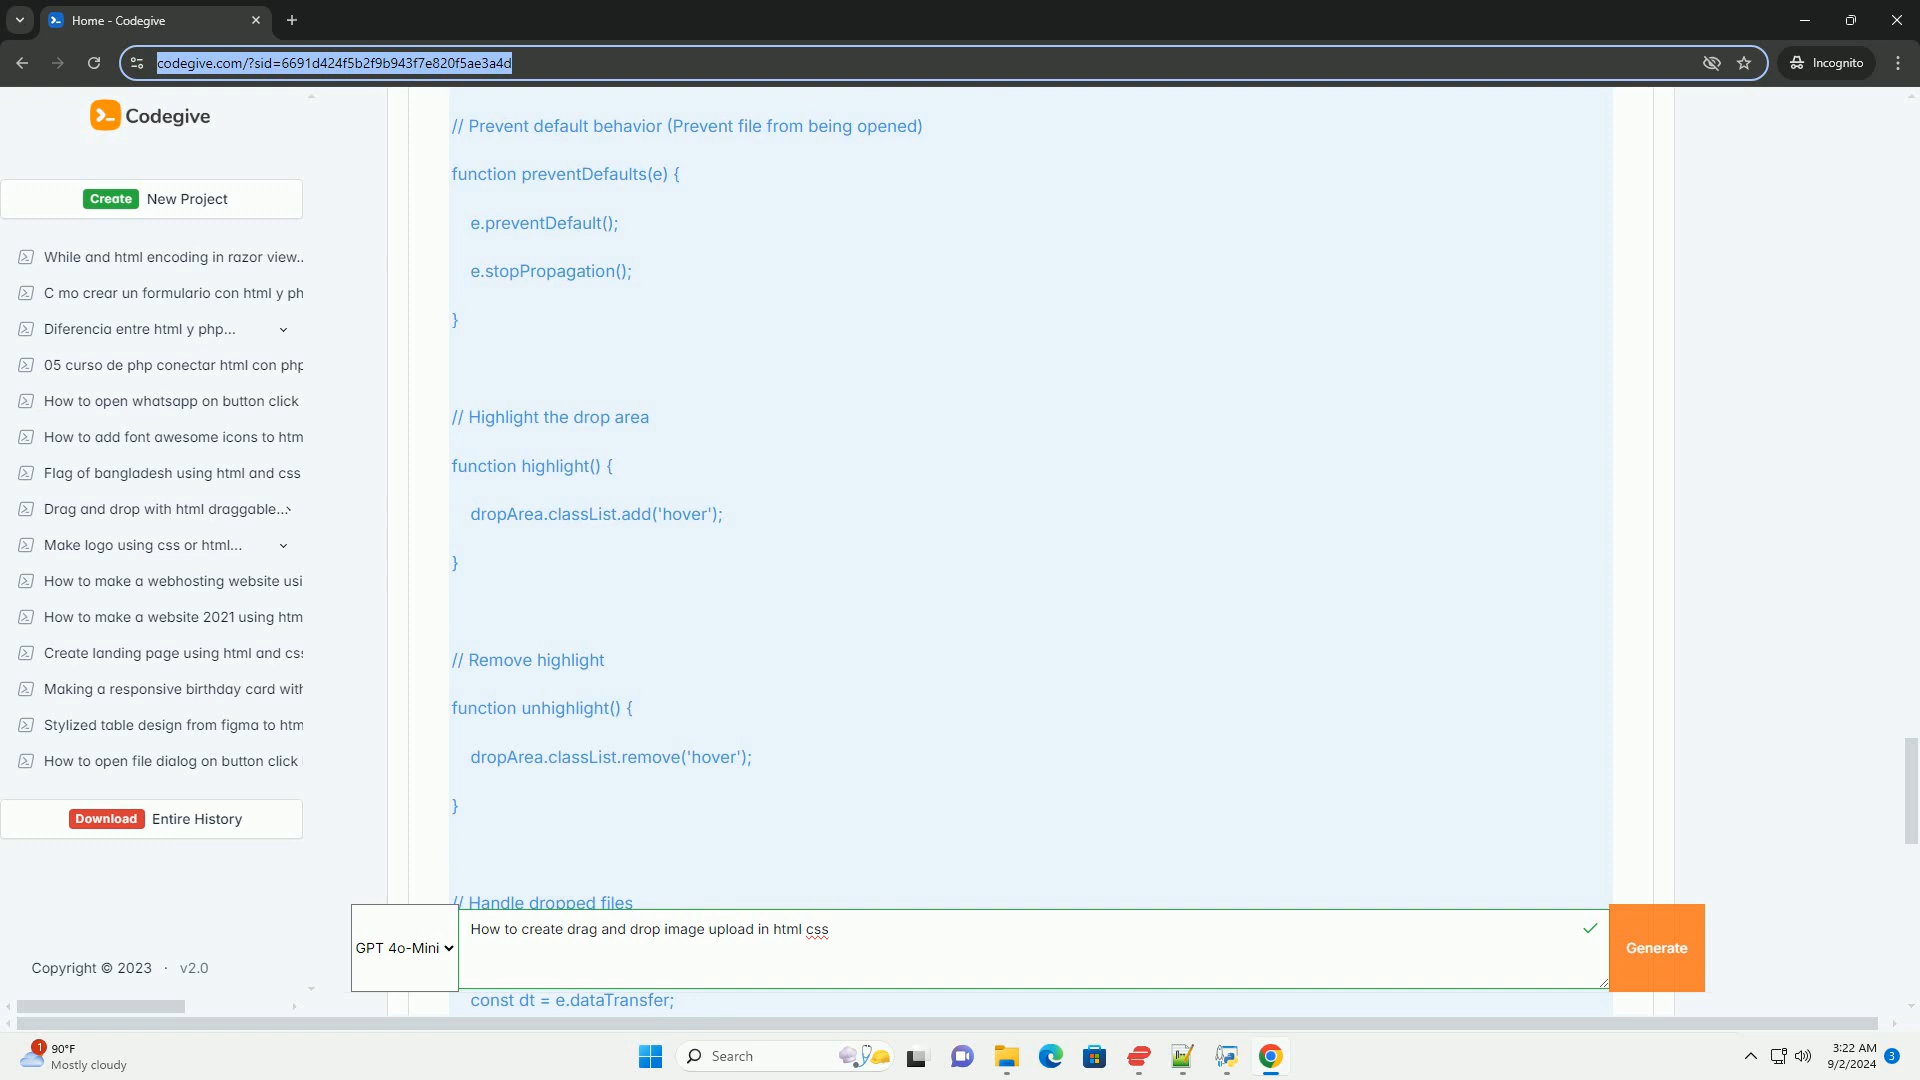 Home - Codegive
codegive.com/?sid=6691d424f5b2f9b943f7e820f5ae3a4d
Incognito
Codegive
Create New Project
While and html encoding in razor view..
C mo crear un formulario con html y ph
Diferencia entre html y php...
05 curso de php conectar html con php
How to open whatsapp on button click
How to add font awesome icons to htm
Flag of bangladesh using html and css
Drag and drop with html draggable...
Make logo using css or html...
How to make a webhosting website usi
How to make a website 2021 using htm
Create landing page using html and css
Making a responsive birthday card with
Stylized table design from figma to htm
How to open file dialog on button click
Download Entire History
Copyright © 2023 · v2.0
// Prevent default behavior (Prevent file from being opened)
function preventDefaults(e) {
e.preventDefault();
e.stopPropagation();
}
// Highlight the drop area
function highlight() {
dropArea.classList.add('hover');
}
// Remove highlight
function unhighlight() {
dropArea.classList.remove('hover');
}
// Handle dropped files
GPT 4o-Mini
How to create drag and drop image upload in html css
Generate
const dt = e.dataTransfer;
1
90°F
Mostly cloudy
Search
3:22 AM
9/2/2024
3